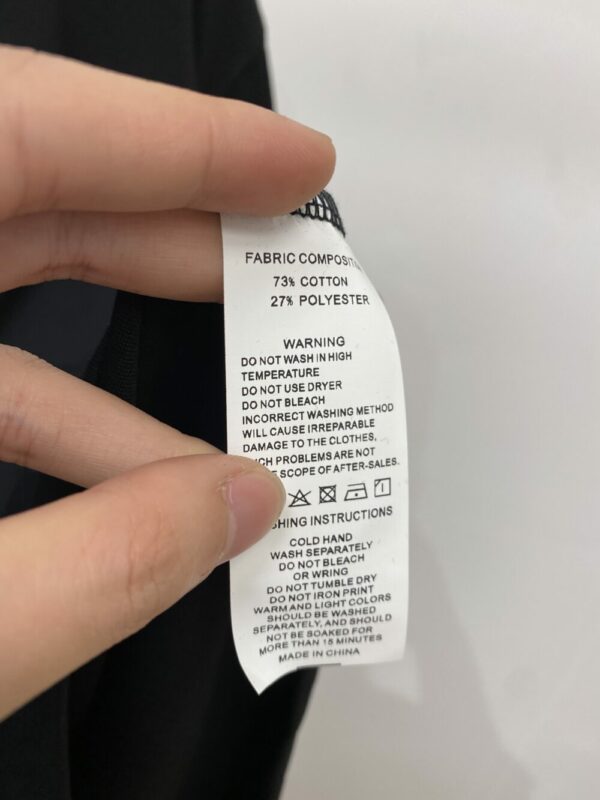 FABRIC COMPOSIT
73% COTTON
27% POLYESTER
WARNING
DO NOT WASH IN HIGH
TEMPERATURE
DO NOT USE DRYER
DO NOT BLEACH
INCORRECT WASHING METHOD
WILL CAUSE IRREPARABLE
DAMAGE TO THE CLOTHES,
CH PROBLEMS ARE NOT
E SCOPE OF AFTER-SALES.
HING INSTRUCTIONS
COLD HAND
WASH SEPARATELY
DO NOT BLEACH
OR WRING
DO NOT TUMBLE DRY
DO NOT IRON PRINT
WARM AND LIGHT COLORS
SHOULD BE WASHED
SEPARATELY, AND SHOULD
NOT BE SOAKED FOR
MORE THAN 15 MINUTES
MADE IN CHINA